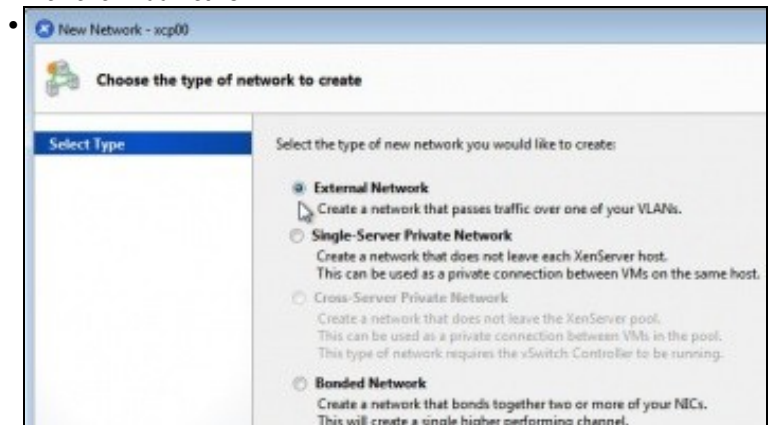 New Network - xcp00
Choose the type of network to create
Select Type
Select the type of new network you would like to create:
External Network
Create a network that passes traffic over one of your VLANs.
Single-Server Private Network
Create a network that does not leave each XenServer host.
This can be used as a private connection between VMs on the same host.
Cross-Server Private Network
Create a network that does not leave the XenServer pool.
This can be used as a private connection between VMs in the pool.
This type of network requires the vSwitch Controller to be running.
Bonded Network
Create a network that bonds together two or more of your NICs.
This will create a single higher performing channel.